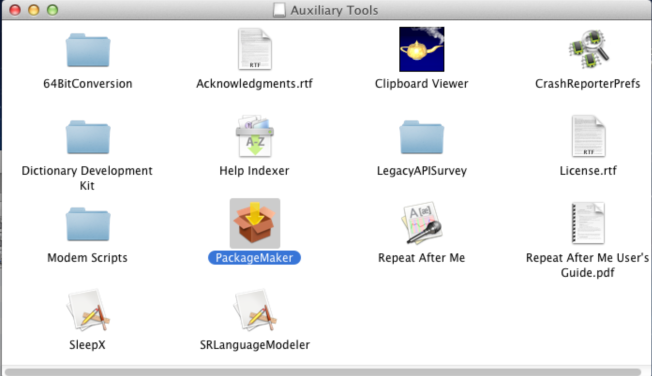 Auxiliary Tools
64BitConversion
Acknowledgments.rtf
Clipboard Viewer
CrashReporterPrefs
Dictionary Development
Kit
Help Indexer
LegacyAPISurvey
License.rtf
Modem Scripts
PackageMaker
Repeat After Me
Repeat After Me User's
Guide.pdf
SleepX
SRLanguageModeler
RTF
A-Z
RTF